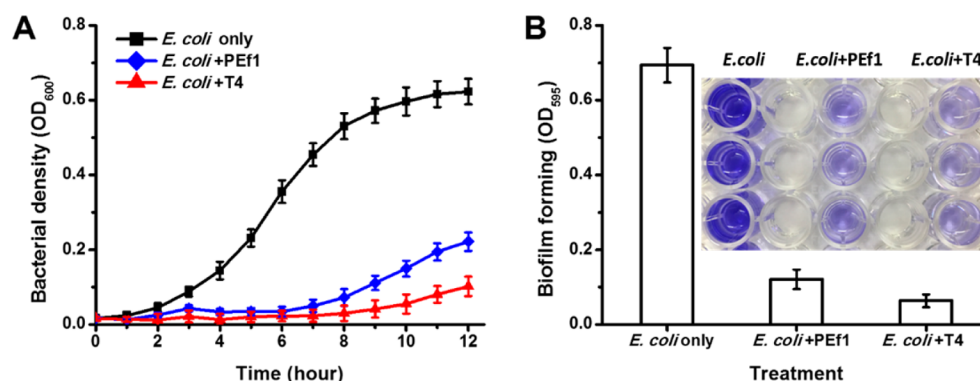 A
Bacterial density (OD600)
0.8
0.6
0.4
0.2
0.0
E. coli only
E. coli +PEf1
E. coli +T4
0 2 4 6 8 10 12
Time (hour)
B
Biofilm forming (OD595)
0.8
0.6
0.4
0.2
0.0
E.coli E.coli+PEf1 E.coli+T4
E. coli only E. coli +PEf1 E. coli +T4
Treatment